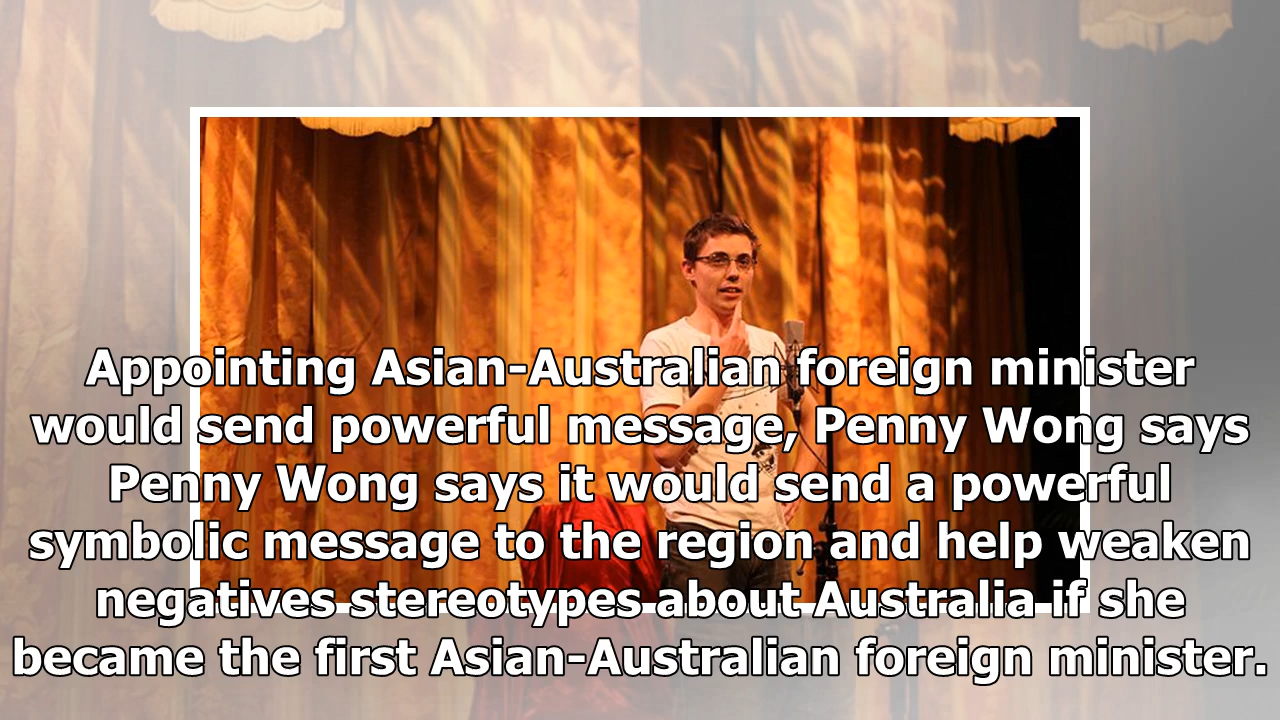 Appointing Asian-Australian foreign minister
would send powerful message, Penny Wong says
Penny Wong says it would send a powerful
symbolic message to the region and help weaken
negatives stereotypes about Australia if she
became the first Asian-Australian foreign minister.